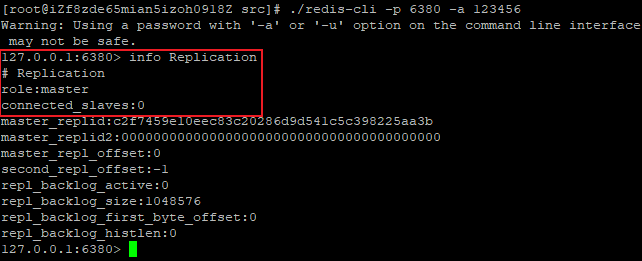 [root@iZf8zde65mian5izoh0918Z src]# ./redis-cli -p 6380 -a 123456
Warning: Using a password with '-a' or '-u' option on the command line interface
 may not be safe.
127.0.0.1:6380> info Replication
# Replication
role:master
connected_slaves:0
master_replid:c2f7459e10eec83c20286d9d541c5c398225aa3b
master_replid2:0000000000000000000000000000000000000000
master_repl_offset:0
second_repl_offset:-1
repl_backlog_active:0
repl_backlog_size:1048576
repl_backlog_first_byte_offset:0
repl_backlog_histlen:0
127.0.0.1:6380>